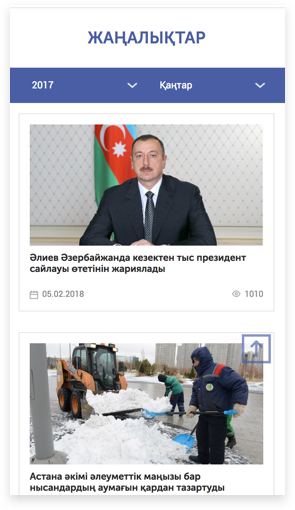 ЖАҢАЛЫҚТАР
2017
Қаңтар
Әлиев Әзербайжанда кезектен тыс президент
сайлауы өтетінін жариялады
05.02.2018
1010
Астана әкімі әлеуметтік маңызы бар
нысандардың аумағын қардан тазартуды